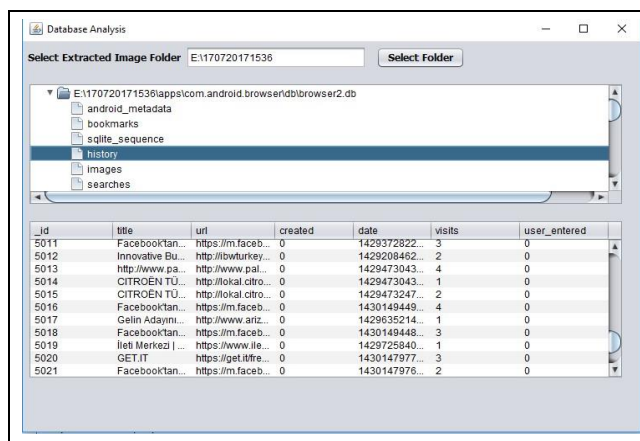 Database Analysis
Select Extracted Image Folder E:\170720171536 Select Folder
E:\170720171536\apps\com.android.browser\db\browser2.db
android_metadata
bookmarks
sqlite_sequence
history
images
searches
_id title url created date visits user_entered
5011 Facebook'tan... https://m.faceb... 0 1429372822... 3 0
5012 Innovative Bu... http://ibwturkey... 0 1429208462... 2 0
5013 http://www.pa... http://www.pal... 0 1429473043... 4 0
5014 CITROËN TÜ... http://lokal.citro... 0 1429473043... 1 0
5015 CITROËN TÜ... http://lokal.citro... 0 1429473247... 2 0
5016 Facebook'tan... https://m.faceb... 0 1430149449... 4 0
5017 Gelin Adayını... http://www.ariz... 0 1429635214... 1 0
5018 Facebook'tan... https://m.faceb... 0 1430149448... 3 0
5019 İleti Merkezi |... https://www.ile... 0 1429725840... 1 0
5020 GET.IT https://get.it/fre... 0 1430147977... 3 0
5021 Facebook'tan... https://m.faceb... 0 1430147976... 2 0